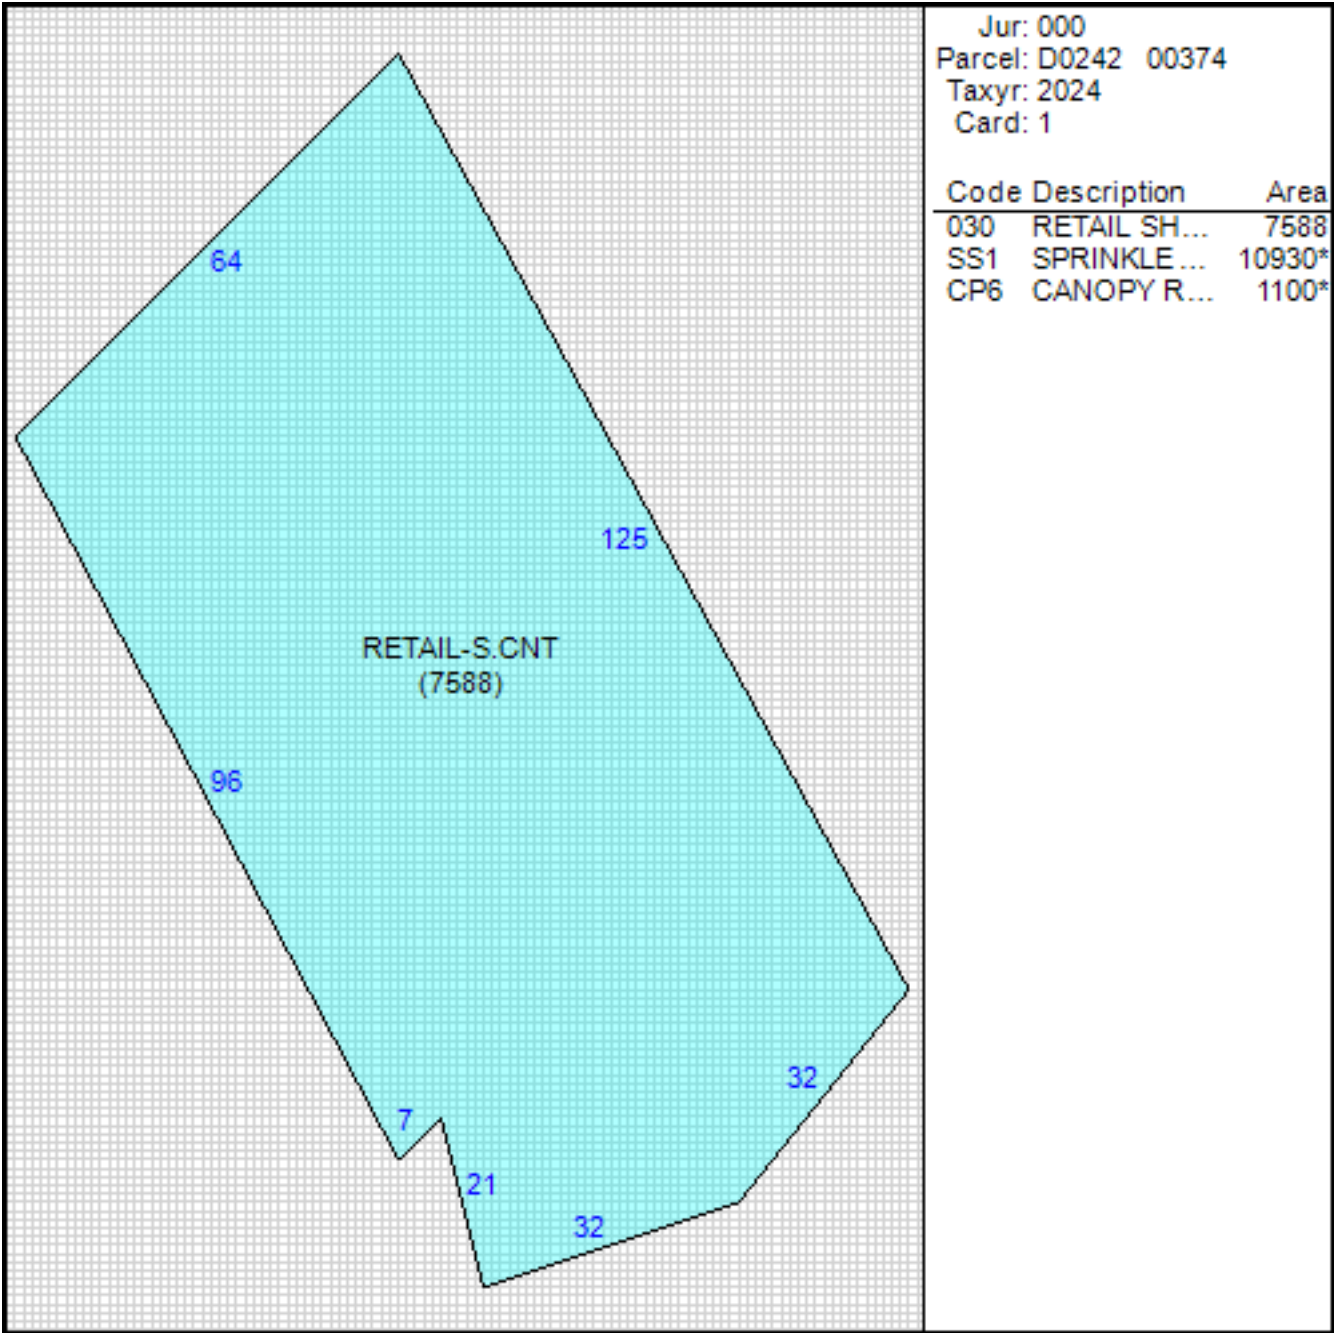 Jur: 000
Parcel: D0242 00374
Taxyr: 2024
Card: 1
Code Description Area
030 RETAIL SH... 7588
SS1 SPRINKLE... 10930*
CP6 CANOPY R... 1100*
64
125
RETAIL-S.CNT
(7588)
96
32
7
21
32